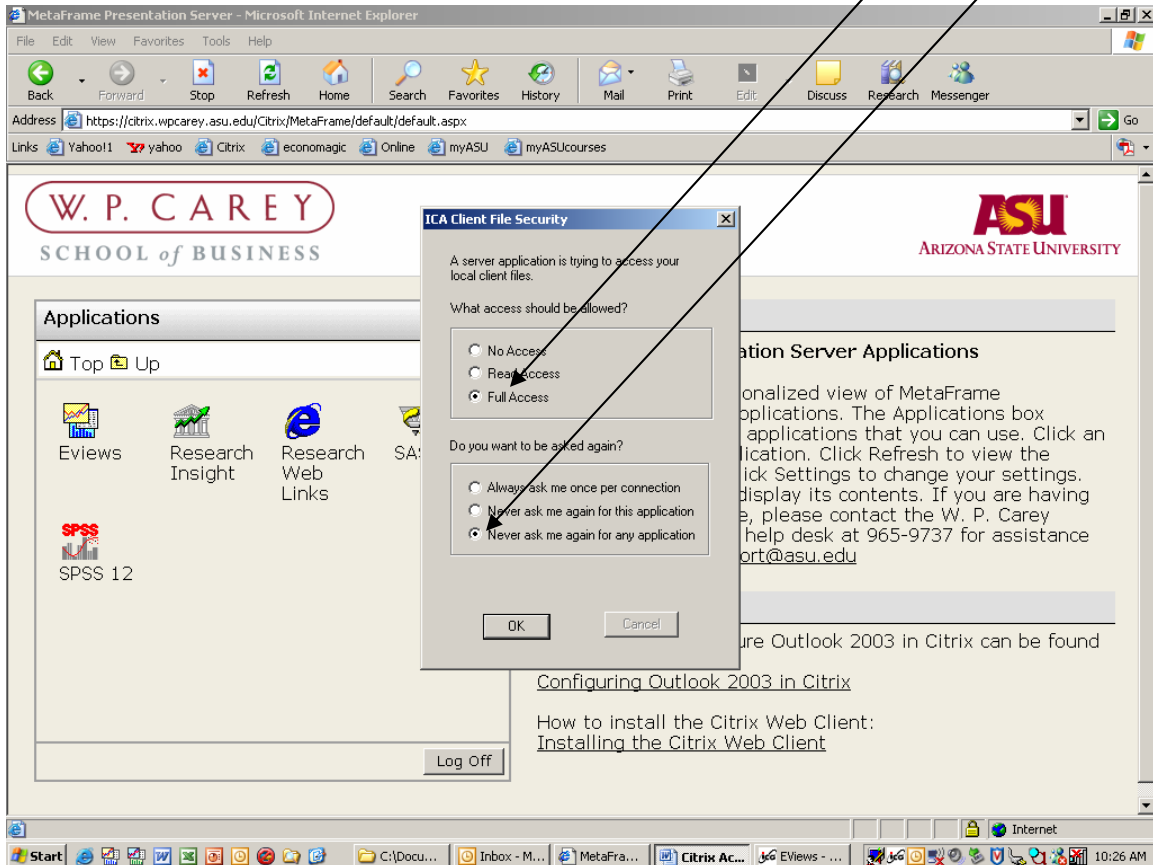 MetaFrame Presentation Server - Microsoft Internet Explorer
File Edit View Favorites Tools Help
Back Forward Stop Refresh Home Search Favorites History Mail Print Edit Discuss Research Messenger
Address https://citrix.wpcarey.asu.edu/Citrix/MetaFrame/default/default.aspx Go
Links Yahoo!1 yahoo Citrix economagic Online myASU myASUcourses
W. P. CAREY
SCHOOL of BUSINESS
ASU
ARIZONA STATE UNIVERSITY
Applications
Top Up
Eviews
Research
Insight
Research
Web
Links
SA
SPSS
SPSS 12
Log Off
ICA Client File Security
A server application is trying to access your
local client files.
What access should be allowed?
No Access
Read Access
Full Access
Do you want to be asked again?
Always ask me once per connection
Never ask me again for this application
Never ask me again for any application
OK Cancel
ation Server Applications
onalized view of MetaFrame
pplications. The Applications box
applications that you can use. Click an
lication. Click Refresh to view the
ick Settings to change your settings.
display its contents. If you are having
e, please contact the W. P. Carey
help desk at 965-9737 for assistance
ort@asu.edu
ure Outlook 2003 in Citrix can be found
Configuring Outlook 2003 in Citrix
How to install the Citrix Web Client:
Installing the Citrix Web Client
Internet
Start C:\Docu... Inbox - M... MetaFra... Citrix Ac... EViews - ... 10:26 AM